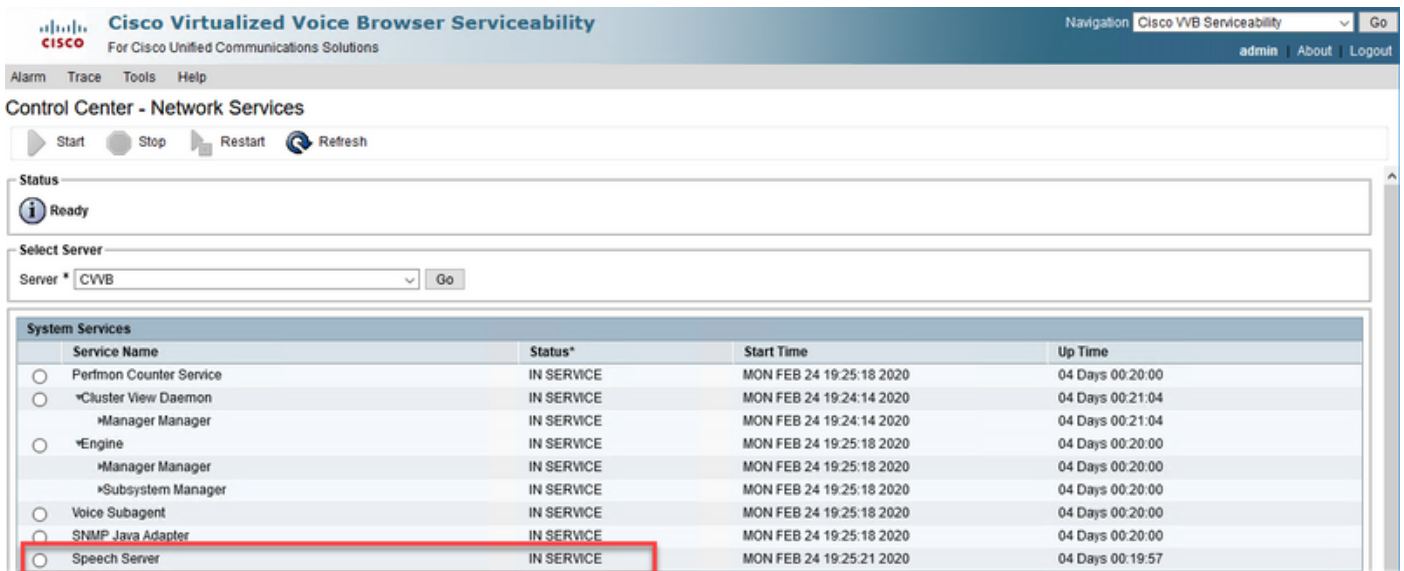 Cisco Virtualized Voice Browser Serviceability
CISCO For Cisco Unified Communications Solutions
Navigation Cisco VVB Serviceability Go
admin About Logout
Alarm Trace Tools Help
Control Center - Network Services
Start Stop Restart Refresh
Status
Ready
Select Server
Server * CVVB Go
System Services
Service Name Status* Start Time Up Time
Perfmon Counter Service IN SERVICE MON FEB 24 19:25:18 2020 04 Days 00:20:00
Cluster View Daemon IN SERVICE MON FEB 24 19:24:14 2020 04 Days 00:21:04
Manager Manager IN SERVICE MON FEB 24 19:24:14 2020 04 Days 00:21:04
Engine IN SERVICE MON FEB 24 19:25:18 2020 04 Days 00:20:00
Manager Manager IN SERVICE MON FEB 24 19:25:18 2020 04 Days 00:20:00
Subsystem Manager IN SERVICE MON FEB 24 19:25:18 2020 04 Days 00:20:00
Voice Subagent IN SERVICE MON FEB 24 19:25:18 2020 04 Days 00:20:00
SNMP Java Adapter IN SERVICE MON FEB 24 19:25:18 2020 04 Days 00:20:00
Speech Server IN SERVICE MON FEB 24 19:25:21 2020 04 Days 00:19:57